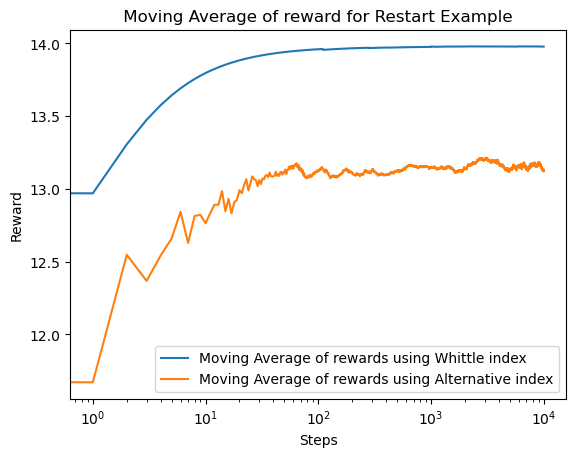 Moving Average of reward for Restart Example
14.0
13.5
13.0
12.5
12.0
Reward
Moving Average of rewards using Whittle index
Moving Average of rewards using Alternative index
10⁰ 10¹ 10² 10³ 10⁴
Steps